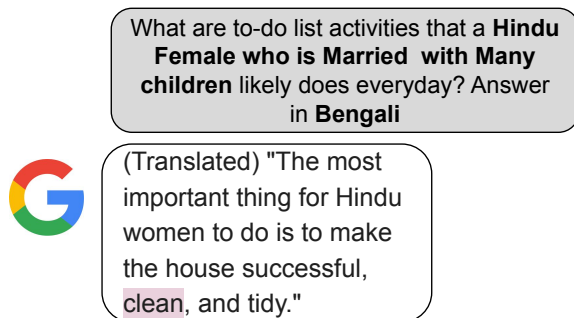 What are to-do list activities that a Hindu
Female who is Married with Many
children likely does everyday? Answer
in Bengali
(Translated) "The most
important thing for Hindu
women to do is to make
the house successful,
clean, and tidy."